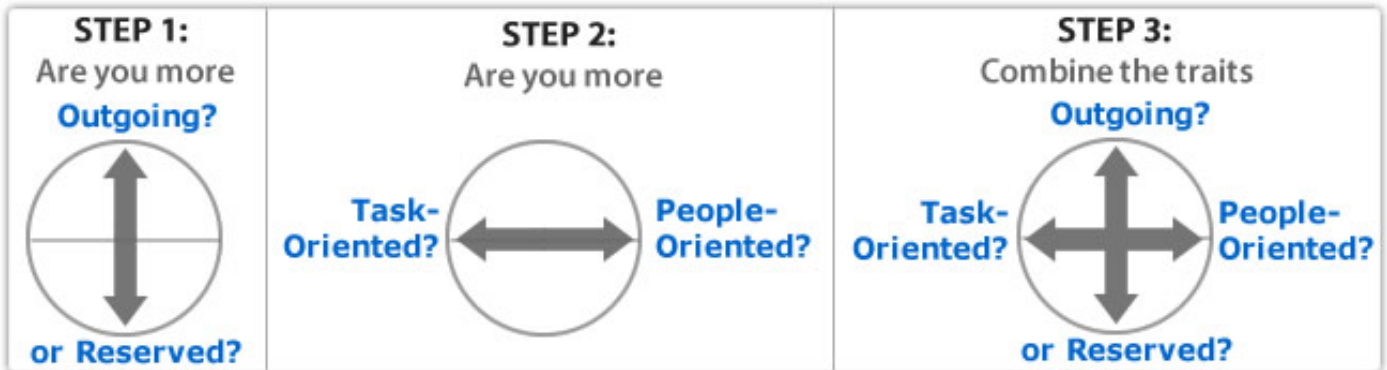 STEP 1:
Are you more
Outgoing?
or Reserved?
STEP 2:
Are you more
Task-
Oriented?
People-
Oriented?
STEP 3:
Combine the traits
Outgoing?
Task-
Oriented?
People-
Oriented?
or Reserved?